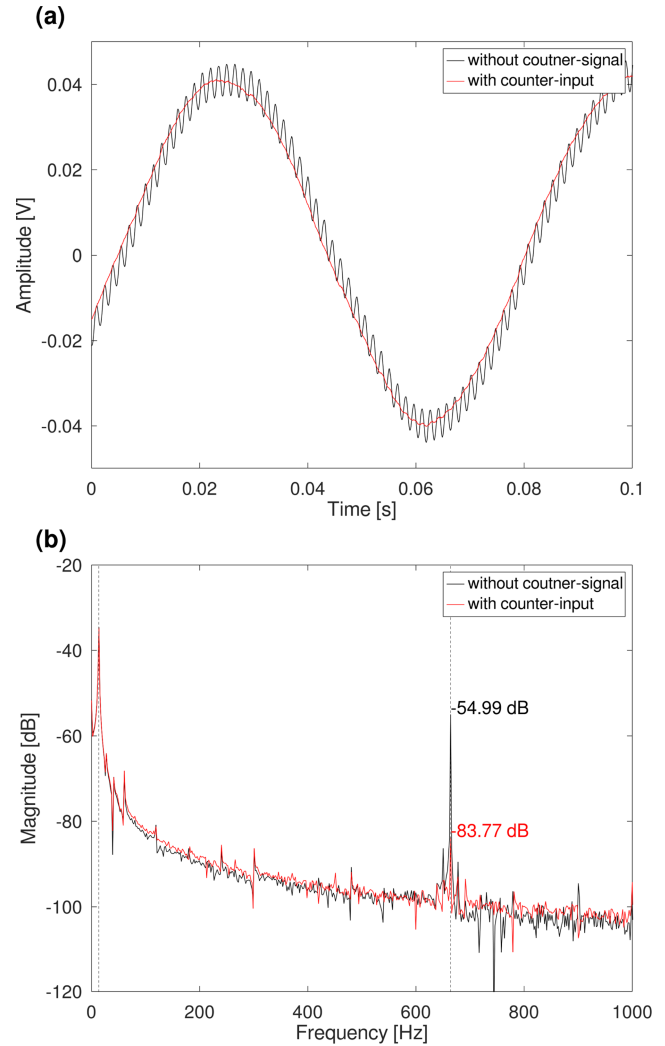 (a)
without coutner-signal
with counter-input
0.04
0.02
0
-0.02
-0.04
Amplitude [V]
0 0.02 0.04 0.06 0.08 0.1
Time [s]
(b)
-20
without coutner-signal
with counter-input
-40
-54.99 dB
-60
-80
-83.77 dB
-100
-120
Magnitude [dB]
0 200 400 600 800 1000
Frequency [Hz]